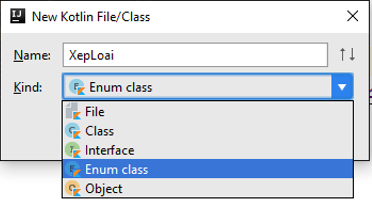 New Kotlin File/Class
Name: XepLoai
Kind: Enum class
File
Class
Interface
Enum class
Object